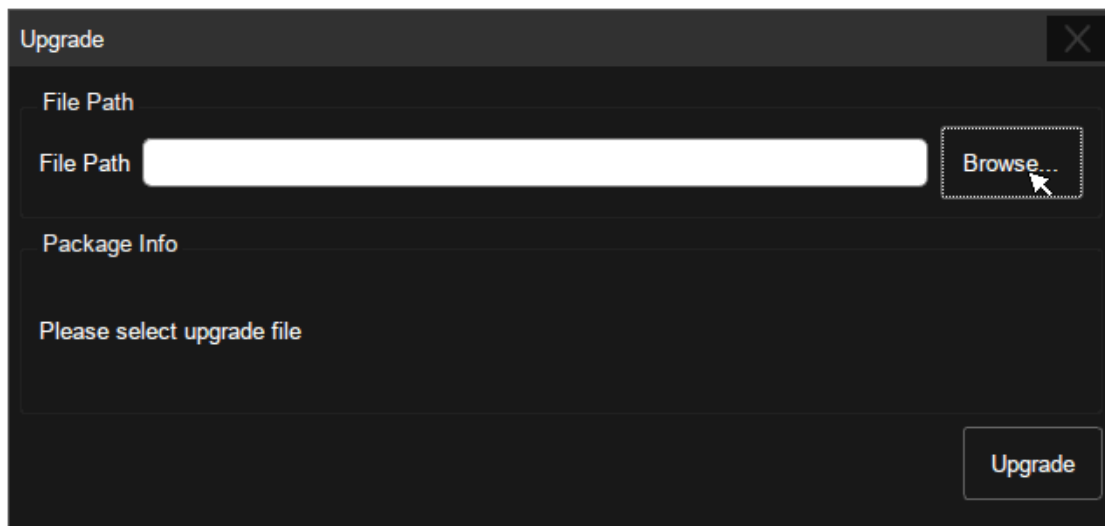 Upgrade
File Path
File Path
Browse...
Package Info
Please select upgrade file
Upgrade